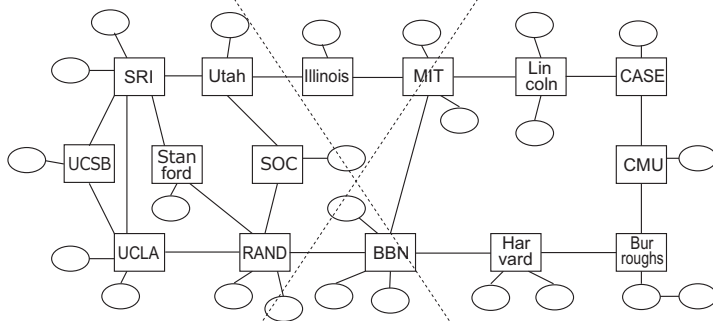 SRI
Utah
Illinois
MIT
Lin
coln
CASE
UCSB
Stan
ford
SOC
CMU
UCLA
RAND
BBN
Har
vard
Bur
roughs